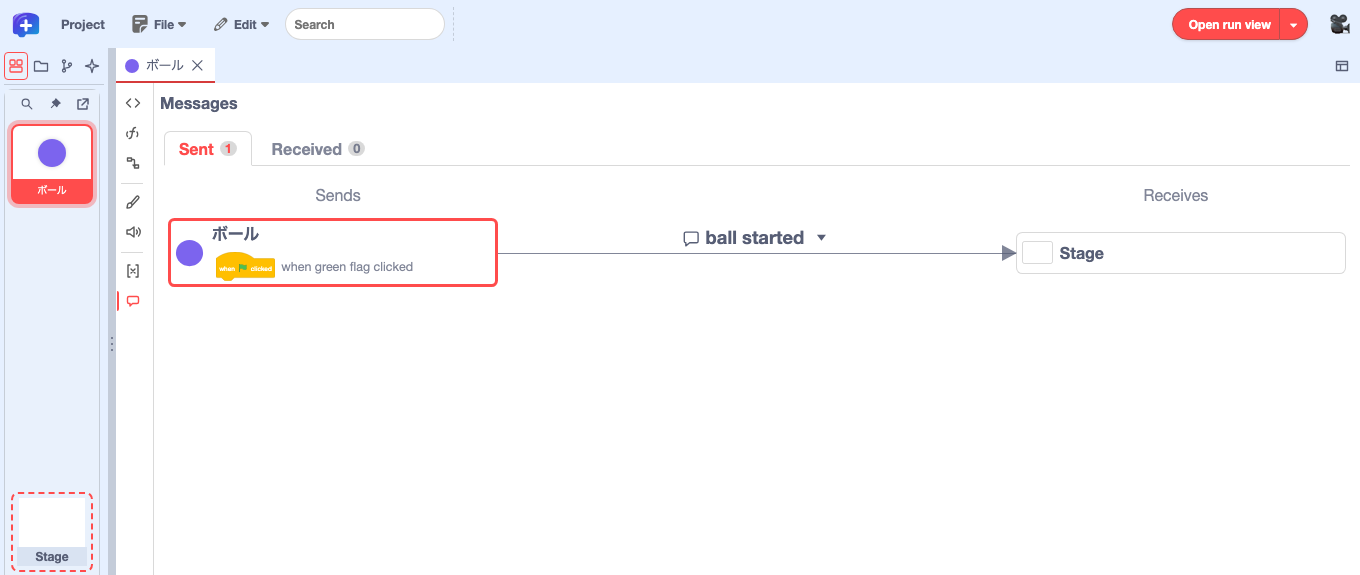 Project File Edit Search Open run view
ボール
Messages
Sent 1 Received 0
Sends Receives
ボール
ボール
ball started
Stage
when clicked when green flag clicked
Stage